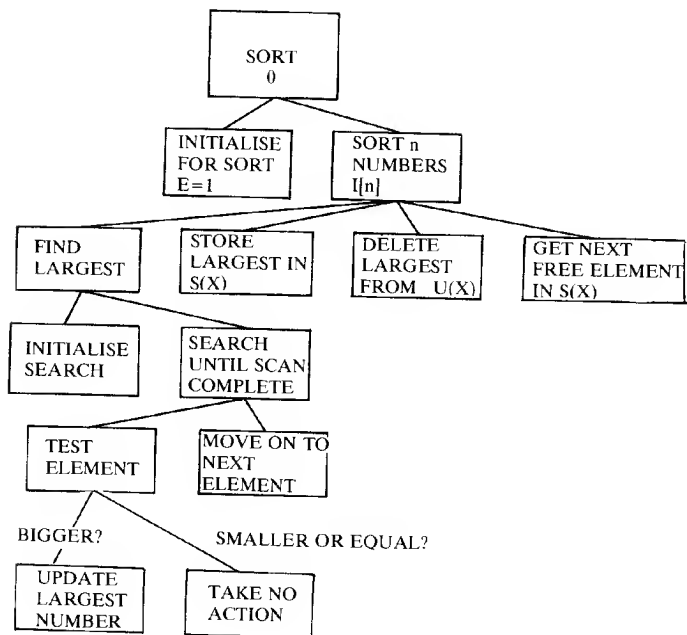 SORT
0
INITIALISE
FOR SORT
E=1
SORT n
NUMBERS
I[n]
FIND
LARGEST
STORE
LARGEST IN
S(X)
DELETE
LARGEST
FROM U(X)
GET NEXT
FREE ELEMENT
IN S(X)
INITIALISE
SEARCH
SEARCH
UNTIL SCAN
COMPLETE
TEST
ELEMENT
MOVE ON TO
NEXT
ELEMENT
BIGGER?
SMALLER OR EQUAL?
UPDATE
LARGEST
NUMBER
TAKE NO
ACTION